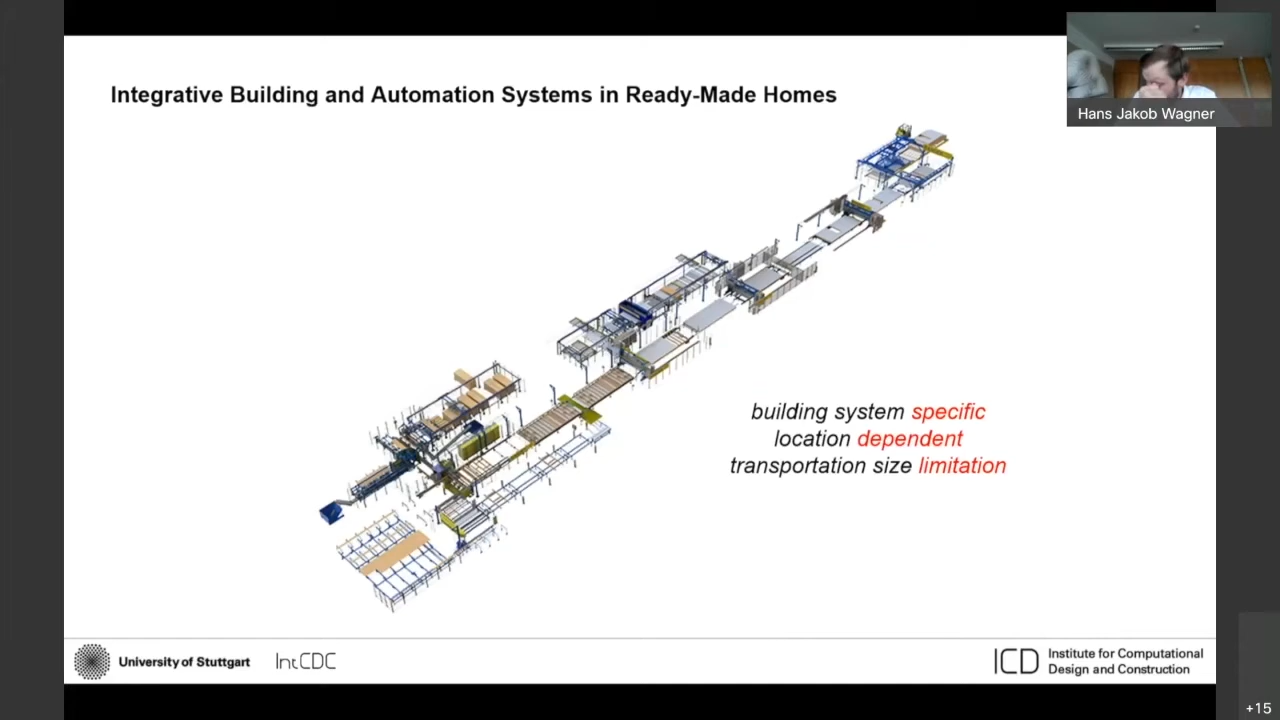 Integrative Building and Automation Systems in Ready-Made Homes
Hans Jakob Wagner
building system specific
location dependent
transportation size limitation
University of Stuttgart
IntCDC
ICD
Institute for Computational
Design and Construction
+15